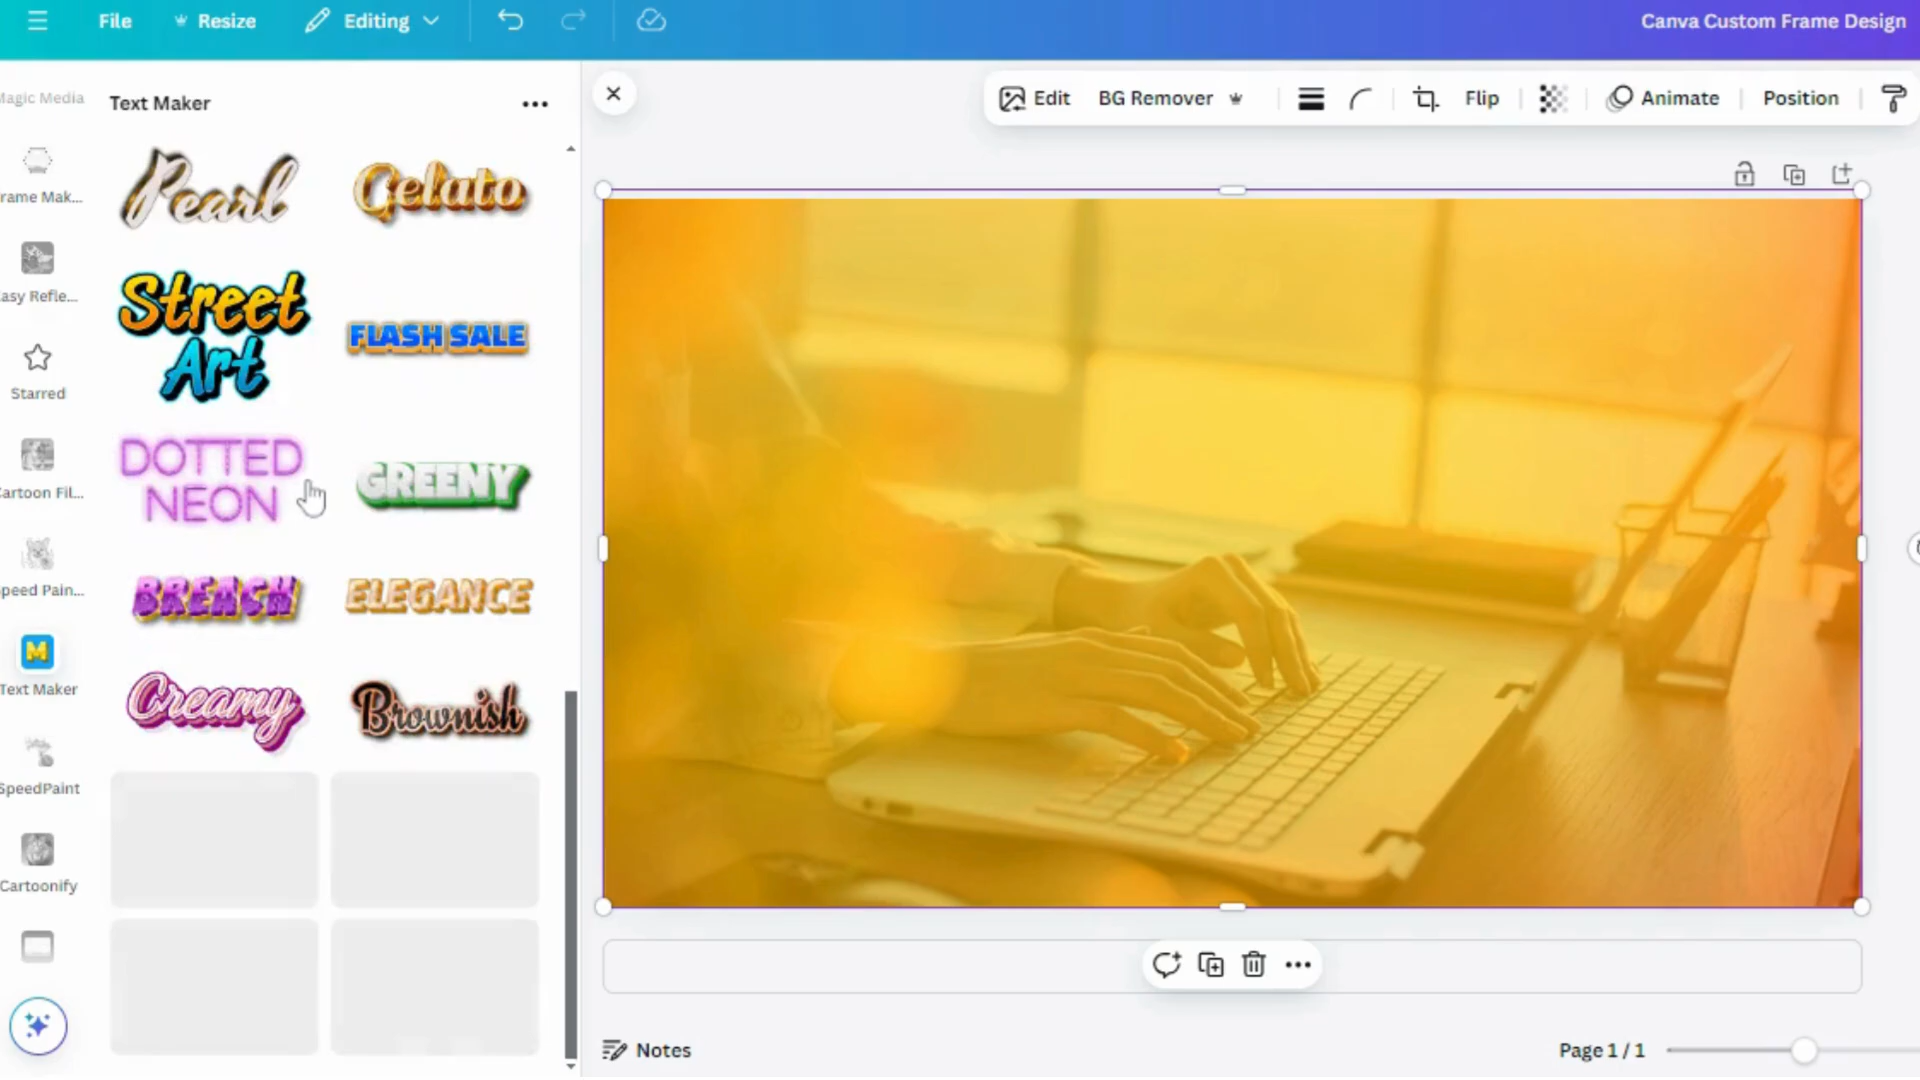 File
Resize
Editing
Canva Custom Frame Design
Magic Media
Text Maker
Edit
BG Remover
Flip
Animate
Position
rame Mak...
asy Refle...
Starred
Cartoon Fil...
peed Pain...
Text Maker
SpeedPaint
Cartoonify
Pearl
Gelato
Street
Art
FLASH SALE
DOTTED
NEON
GREENY
BREACH
ELEGANCE
Creamy
Brownish
Notes
Page 1 / 1